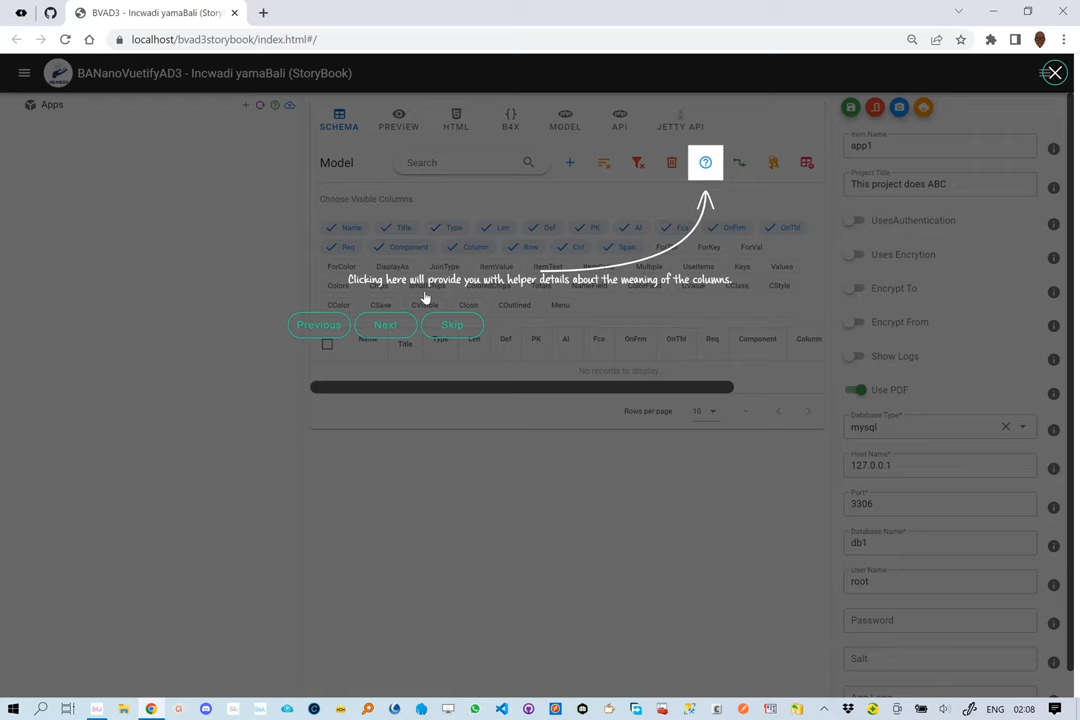 BVAD3 - Incwadi yamaBali (Story
localhost/bvad3storybook/index.html#/
BANanoVuetifyAD3 - Incwadi yamaBali (StoryBook)
Apps
SCHEMA PREVIEW HTML B4X MODEL API JETTY API
Model Search
Choose Visible Columns
Name Title Type Len Def PK AI Fca OnFrm OnTbl
Req Component Column Row Col Span ForKey ForVal
ForColor DisplayAs JoinType ItemValue ItemText Multiple UseItems Keys Values
Clicking here will provide you with helper details about the meaning of the columns.
Colors CClass CStyle
CColor CSave CVisible CIcon COutlined Menu
Previous Next Skip
Name Title Type Len Def PK AI Fca OnFrm OnTbl Req Component Column
No records to display.
Rows per page 10 -
Item Name
app1
Project Title
This project does ABC
UsesAuthentication
Uses Encrytion
Encrypt To
Encrypt From
Show Logs
Use PDF
Database Type*
mysql
Host Name*
127.0.0.1
Port*
3306
Database Name*
db1
User Name
root
Password
Salt
ENG 02:08